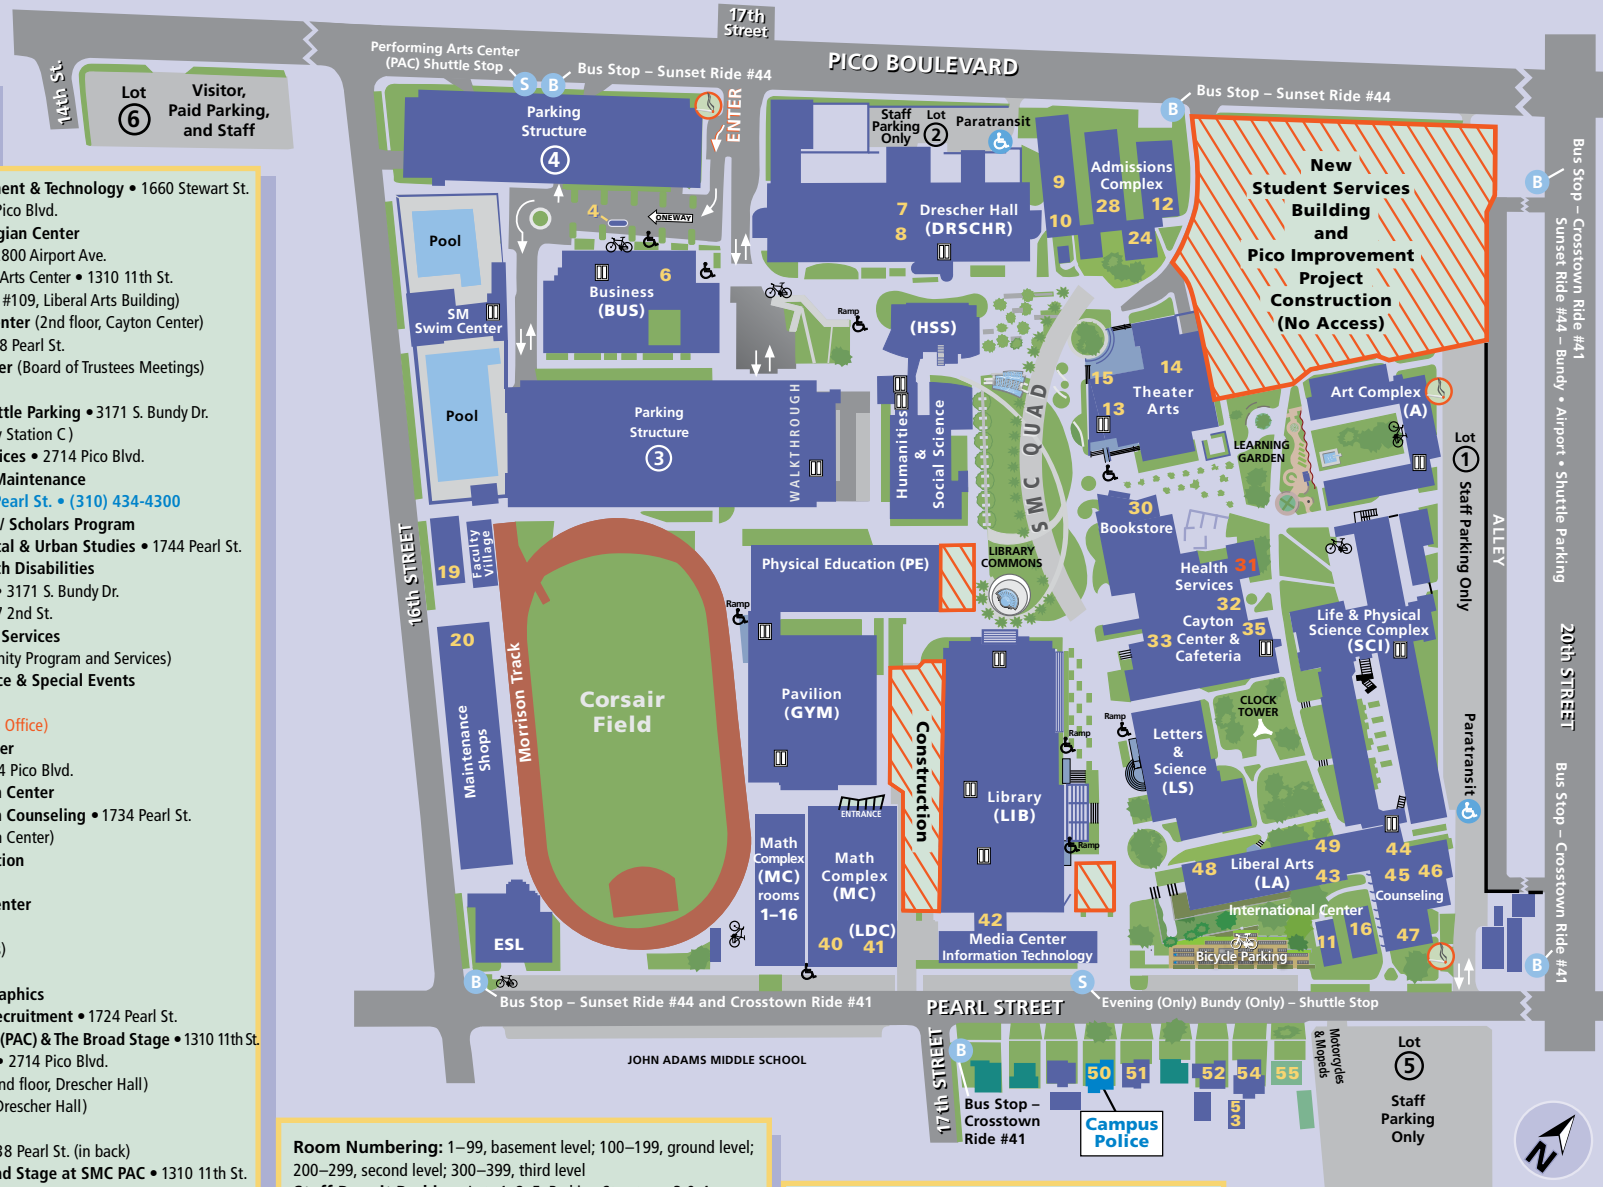 17th
Street
Performing Arts Center
(PAC) Shuttle Stop
S
B
Bus Stop – Sunset Ride #44
PICO BOULEVARD
14th St.
Lot
6
Visitor,
Paid Parking,
and Staff
Parking
Structure
4
ENTER
Staff
Parking
Only
Lot
2
Paratransit
B
Bus Stop – Sunset Ride #44
Admissions
Complex
9
10
28
12
24
New
Student Services
Building
and
Pico Improvement
Project
Construction
(No Access)
B
Bus Stop – Crosstown Ride #41
Sunset Ride #44 – Bundy • Airport • Shuttle Parking
4
ONEWAY
7
8
Drescher Hall
(DRSCHR)
Pool
SM
Swim Center
Pool
6
Business
(BUS)
Ramp
(HSS)
Humanities
&
Social Science
SMC QUAD
14
15
13
Theater
Arts
Art Complex
(A)
LEARNING
GARDEN
Lot
1
Staff Parking Only
ALLEY
Parking
Structure
3
WALKTHROUGH
16th STREET
19
Faculty
Village
20
Maintenance
Shops
Morrison Track
Corsair
Field
Physical Education (PE)
LIBRARY
COMMONS
Ramp
Pavilion
(GYM)
Construction
30
Bookstore
Health
Services
31
32
Cayton
Center &
Cafeteria
33
35
Life & Physical
Science Complex
(SCI)
CLOCK
TOWER
20th STREET
Paratransit
Ramp
Ramp
Ramp
Letters
&
Science
(LS)
Library
(LIB)
ENTRANCE
Math
Complex
(MC)
rooms
1–16
Math
Complex
(MC)
(LDC)
40
41
ESL
42
Media Center
Information Technology
48
Liberal Arts
(LA)
49
43
44
45
46
Counseling
International Center
11
16
47
Bicycle Parking
B
Bus Stop – Crosstown Ride #41
B
Bus Stop – Sunset Ride #44 and Crosstown Ride #41
PEARL STREET
S
Evening (Only) Bundy (Only) – Shuttle Stop
JOHN ADAMS MIDDLE SCHOOL
17th STREET
B
Bus Stop –
Crosstown
Ride #41
50
51
52
54
55
5
3
Campus
Police
Motorcycles
& Mopeds
Lot
5
Staff
Parking
Only
N
ment & Technology • 1660 Stewart St.
Pico Blvd.
gian Center
2800 Airport Ave.
Arts Center • 1310 11th St.
#109, Liberal Arts Building)
nter (2nd floor, Cayton Center)
8 Pearl St.
er (Board of Trustees Meetings)
ttle Parking • 3171 S. Bundy Dr.
y Station C)
ices • 2714 Pico Blvd.
Maintenance
Pearl St. • (310) 434-4300
/ Scholars Program
tal & Urban Studies • 1744 Pearl St.
th Disabilities
• 3171 S. Bundy Dr.
7 2nd St.
Services
nity Program and Services)
ce & Special Events
Office)
er
4 Pico Blvd.
n Center
n Counseling • 1734 Pearl St.
n Center)
tion
enter
s)
aphics
ecruitment • 1724 Pearl St.
(PAC) & The Broad Stage • 1310 11th St.
• 2714 Pico Blvd.
nd floor, Drescher Hall)
Drescher Hall)
38 Pearl St. (in back)
ad Stage at SMC PAC • 1310 11th St.
Room Numbering: 1–99, basement level; 100–199, ground level;
200–299, second level; 300–399, third level